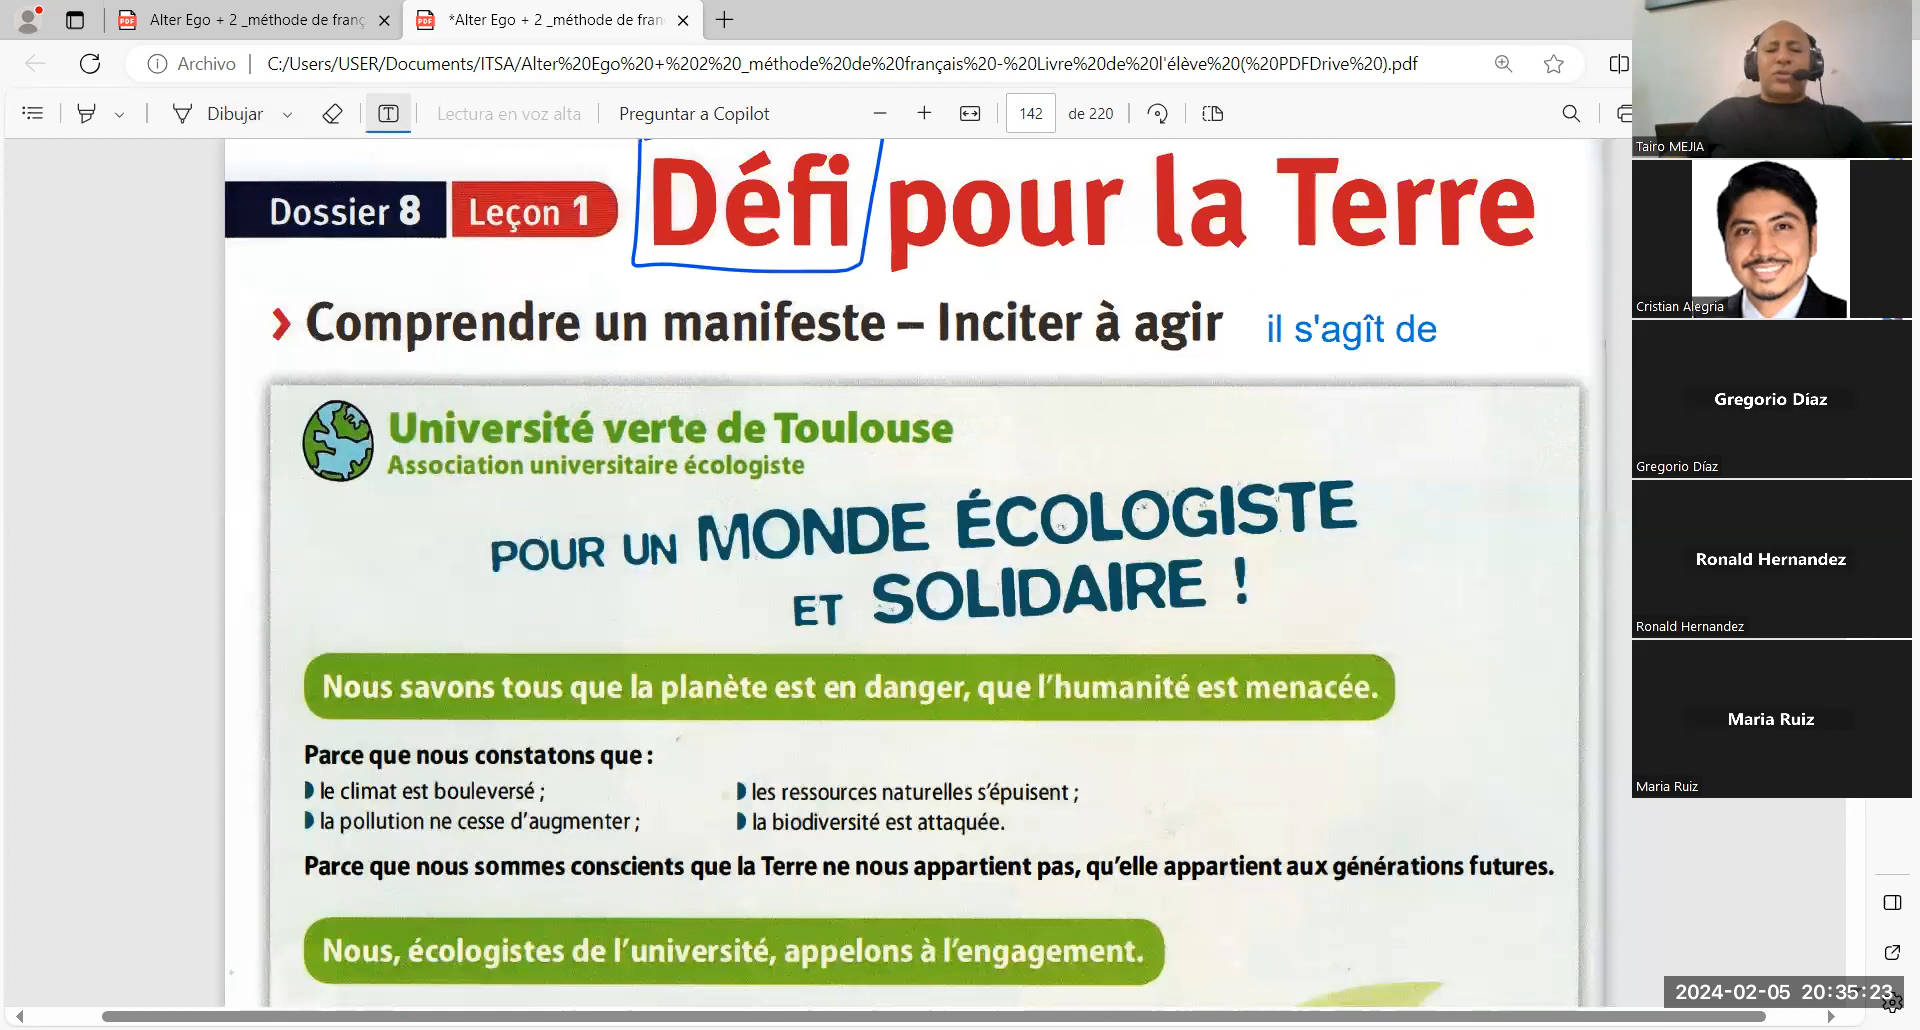 Alter Ego + 2 _méthode de franç
*Alter Ego + 2 _méthode de fran
Archivo
C:/Users/USER/Documents/ITSA/Alter%20Ego%20+%202%20_méthode%20de%20français%20-%20Livre%20de%20l'élève%20(%20PDFDrive%20).pdf
Dibujar
Lectura en voz alta
Preguntar a Copilot
142
de 220
Dossier 8 Leçon 1 Défi pour la Terre
› Comprendre un manifeste – Inciter à agir
il s'agît de
Université verte de Toulouse
Association universitaire écologiste
POUR UN MONDE ÉCOLOGISTE
ET SOLIDAIRE !
Nous savons tous que la planète est en danger, que l'humanité est menacée.
Parce que nous constatons que :
le climat est bouleversé ;
la pollution ne cesse d'augmenter ;
les ressources naturelles s'épuisent ;
la biodiversité est attaquée.
Parce que nous sommes conscients que la Terre ne nous appartient pas, qu'elle appartient aux générations futures.
Nous, écologistes de l'université, appelons à l'engagement.
Tairo MEJIA
Cristian Alegria
Gregorio Díaz
Gregorio Díaz
Ronald Hernandez
Ronald Hernandez
Maria Ruiz
Maria Ruiz
2024-02-05 20:35:23